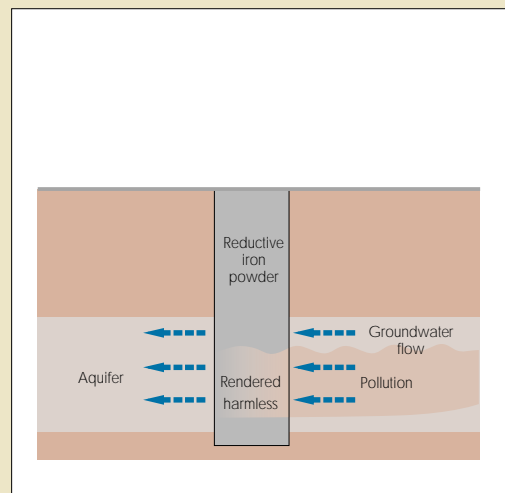 Reductive
iron
powder
Groundwater
flow
Aquifer
Rendered
harmless
Pollution